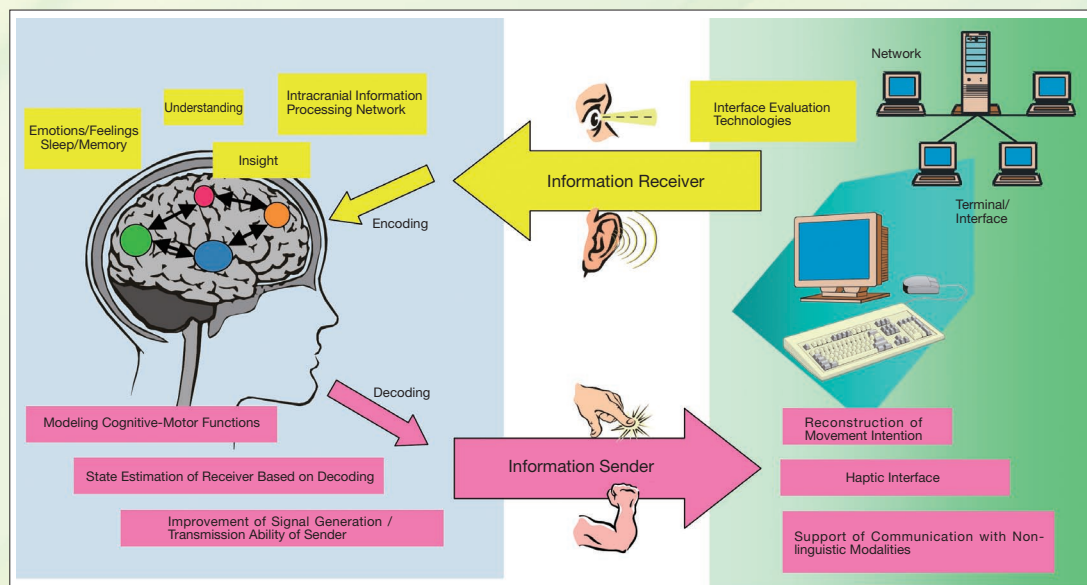 Emotions/Feelings
Sleep/Memory
Understanding
Intracranial Information
Processing Network
Insight
Encoding
Information Receiver
Interface Evaluation
Technologies
Network
Terminal/
Interface
Decoding
Modeling Cognitive-Motor Functions
State Estimation of Receiver Based on Decoding
Improvement of Signal Generation /
Transmission Ability of Sender
Information Sender
Reconstruction of
Movement Intention
Haptic Interface
Support of Communication with Non-
linguistic Modalities